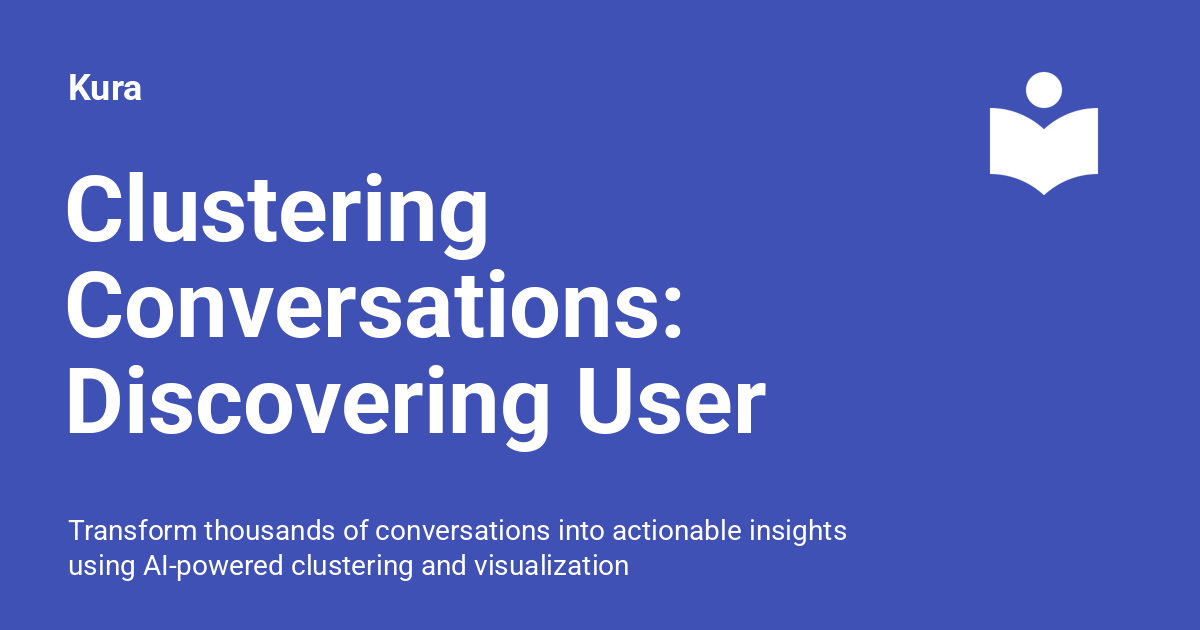 Kura
Clustering
Conversations:
Discovering User
Transform thousands of conversations into actionable insights
using AI-powered clustering and visualization